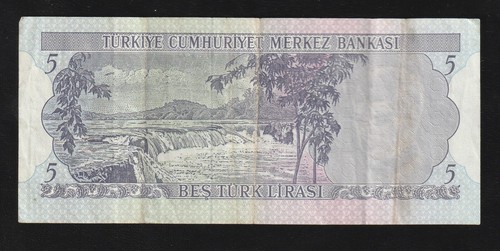 TÜRKİYE CUMHURİYET MERKEZ BANKASI
5 5
5 5
BEŞ TÜRK LİRASI